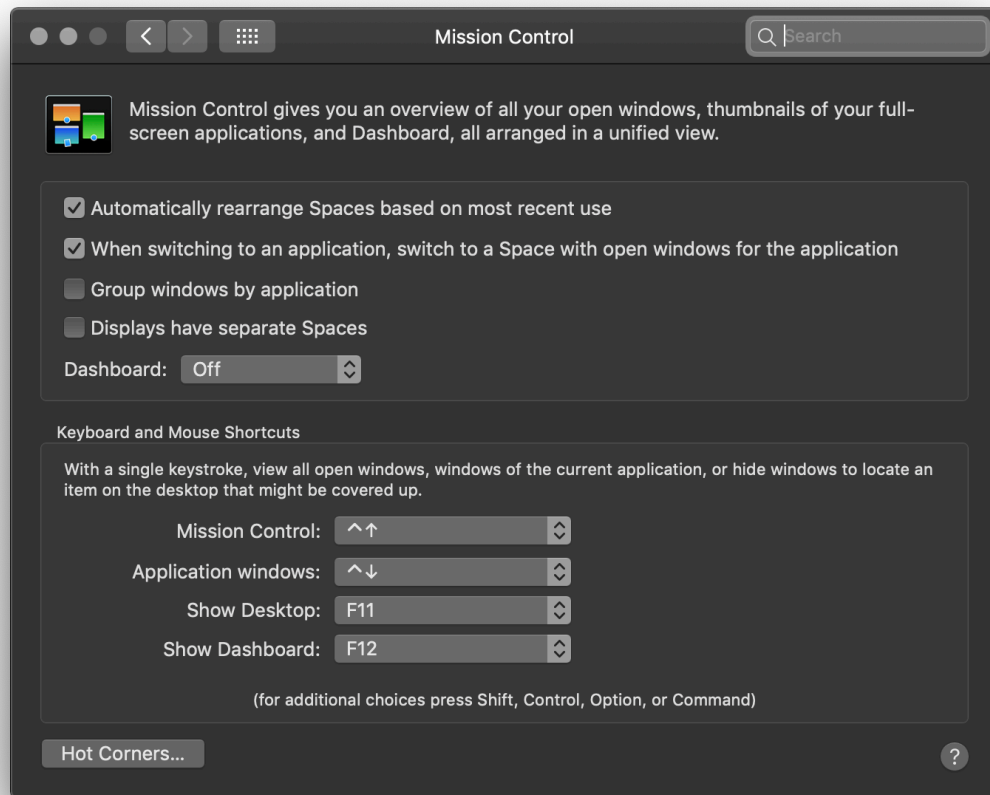 Mission Control
Search
Mission Control gives you an overview of all your open windows, thumbnails of your full-
screen applications, and Dashboard, all arranged in a unified view.
Automatically rearrange Spaces based on most recent use
When switching to an application, switch to a Space with open windows for the application
Group windows by application
Displays have separate Spaces
Dashboard: Off
Keyboard and Mouse Shortcuts
With a single keystroke, view all open windows, windows of the current application, or hide windows to locate an
item on the desktop that might be covered up.
Mission Control: ^↑
Application windows: ^↓
Show Desktop: F11
Show Dashboard: F12
(for additional choices press Shift, Control, Option, or Command)
Hot Corners... ?